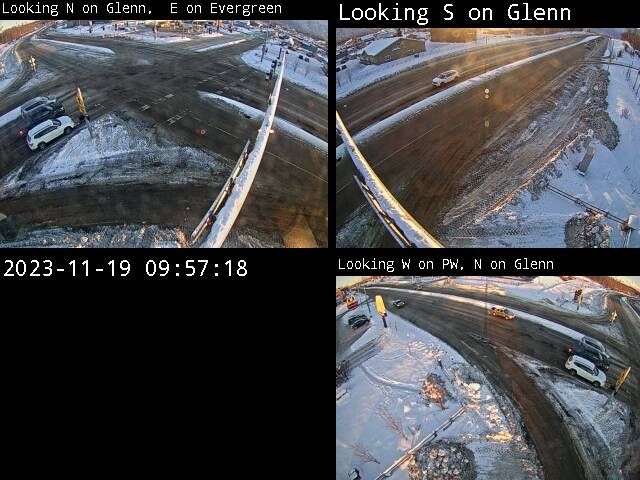 Looking N on Glenn, E on Evergreen
Looking S on Glenn
2023-11-19 09:57:18
Looking W on PW, N on Glenn